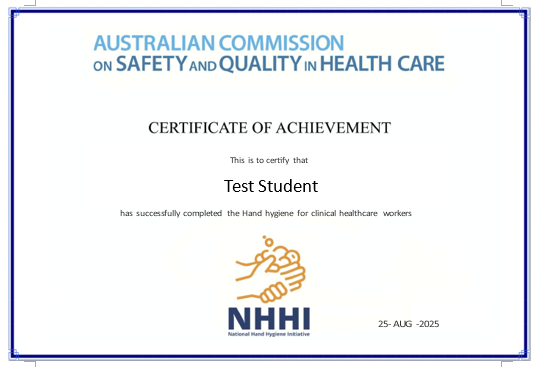 AUSTRALIAN COMMISSION
ON SAFETY AND QUALITY IN HEALTH CARE
CERTIFICATE OF ACHIEVEMENT
This is to certify that
Test Student
has successfully completed the Hand hygiene for clinical healthcare workers
NHHI
National Hand Hygiene Initiative
25- AUG -2025